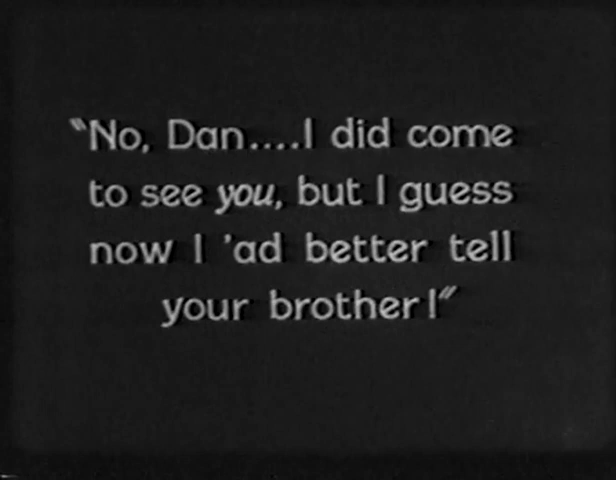 "No, Dan....I did come
to see you, but I guess
now I 'ad better tell
your brother!"